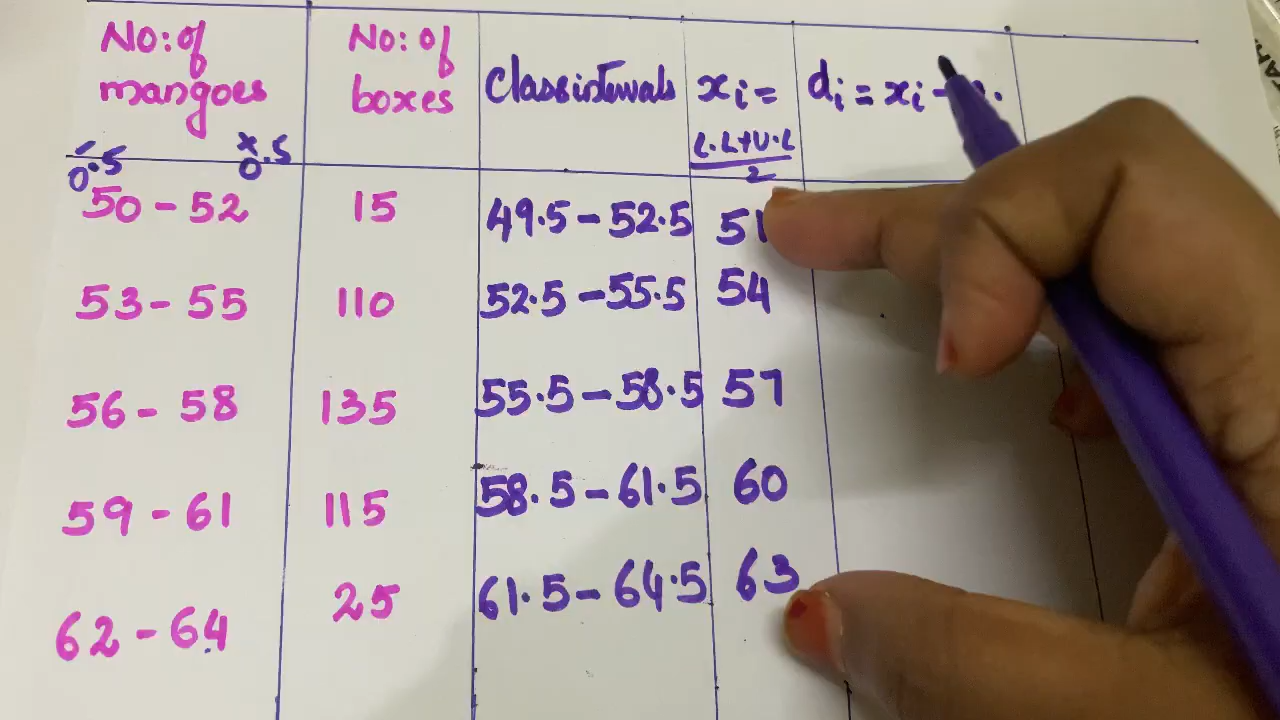 No: of mangoes
No: of boxes
Class intervals
xi = L.L+U.L/2
di = xi -
-0.5 +0.5
50 - 52 15 49.5 - 52.5 51
53 - 55 110 52.5 - 55.5 54
56 - 58 135 55.5 - 58.5 57
59 - 61 115 58.5 - 61.5 60
62 - 64 25 61.5 - 64.5 63